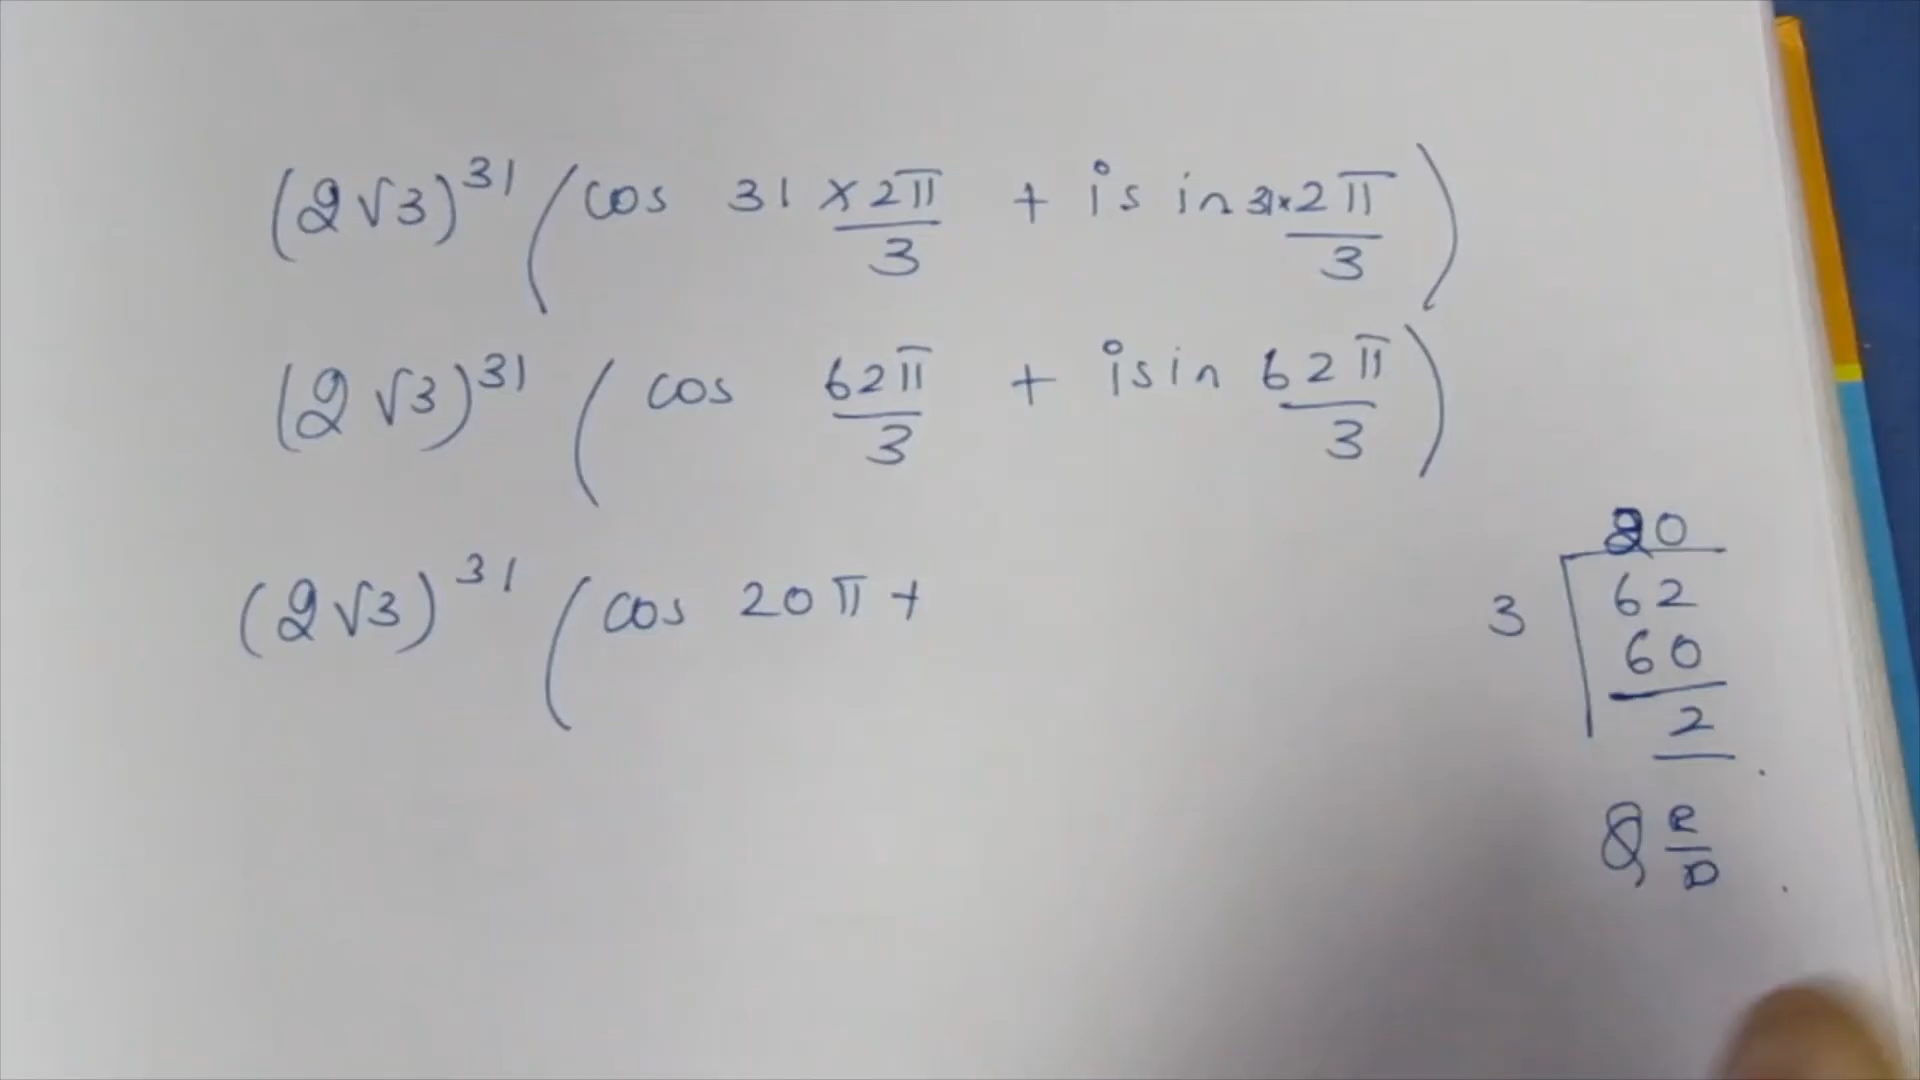 (2√3)^31 (cos 31 × 2π/3 + i sin 31×2π/3)
(2√3)^31 (cos 62π/3 + i sin 62π/3)
(2√3)^31 (cos 20π +
20
3 62
60
2
Q R/D